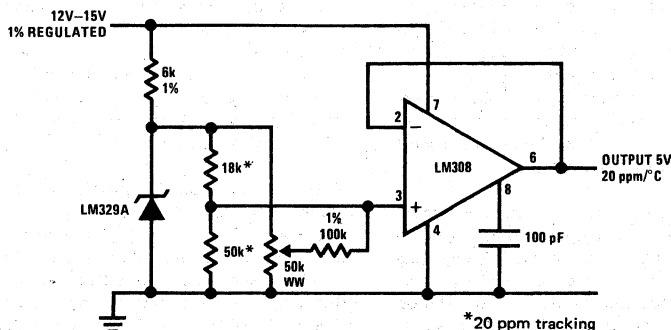 12V–15V
1% REGULATED
6k
1%
7
2
−
LM308
6
OUTPUT 5V
20 ppm/°C
18k*
LM329A
3
+
8
1%
100k
4
50k*
50k
WW
100 pF
*20 ppm tracking